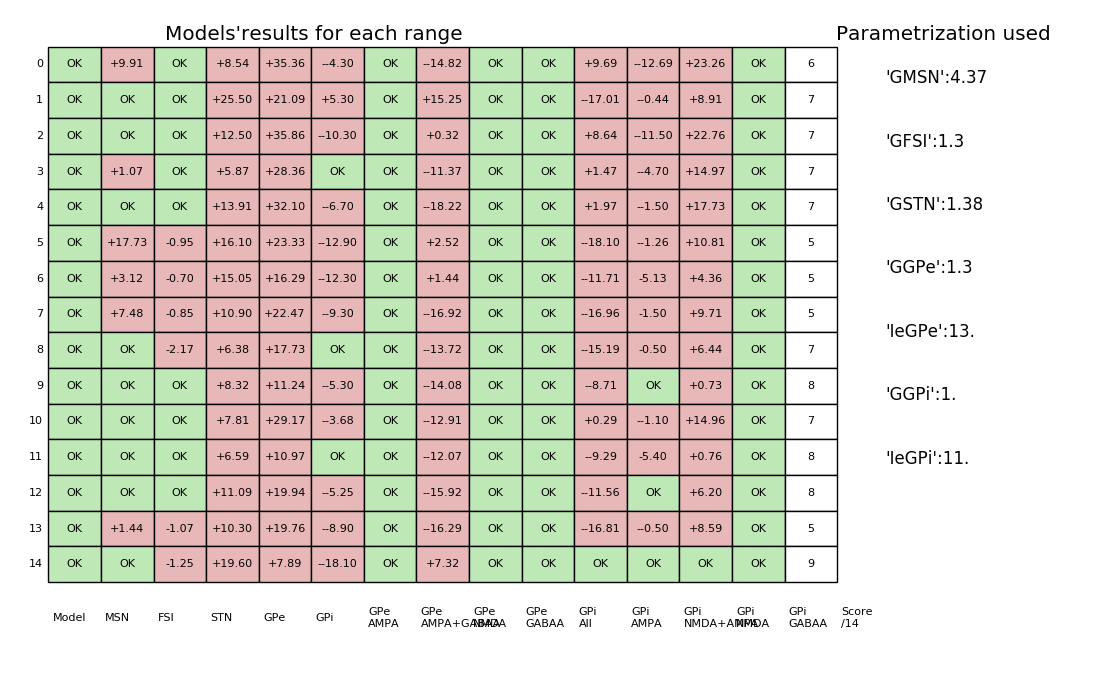 Models'results for each range
Parametrization used
0 OK +9.91 OK +8.54 +35.36 --4.30 OK --14.82 OK OK +9.69 --12.69 +23.26 OK 6
1 OK OK OK +25.50 +21.09 +5.30 OK +15.25 OK OK --17.01 --0.44 +8.91 OK 7
2 OK OK OK +12.50 +35.86 --10.30 OK +0.32 OK OK +8.64 --11.50 +22.76 OK 7
3 OK +1.07 OK +5.87 +28.36 OK OK --11.37 OK OK +1.47 --4.70 +14.97 OK 7
4 OK OK OK +13.91 +32.10 --6.70 OK --18.22 OK OK +1.97 --1.50 +17.73 OK 7
5 OK +17.73 -0.95 +16.10 +23.33 --12.90 OK +2.52 OK OK --18.10 --1.26 +10.81 OK 5
6 OK +3.12 -0.70 +15.05 +16.29 --12.30 OK +1.44 OK OK --11.71 -5.13 +4.36 OK 5
7 OK +7.48 -0.85 +10.90 +22.47 --9.30 OK --16.92 OK OK --16.96 -1.50 +9.71 OK 5
8 OK OK -2.17 +6.38 +17.73 OK OK --13.72 OK OK --15.19 -0.50 +6.44 OK 7
9 OK OK OK +8.32 +11.24 --5.30 OK --14.08 OK OK --8.71 OK +0.73 OK 8
10 OK OK OK +7.81 +29.17 --3.68 OK --12.91 OK OK +0.29 --1.10 +14.96 OK 7
11 OK OK OK +6.59 +10.97 OK OK --12.07 OK OK --9.29 -5.40 +0.76 OK 8
12 OK OK OK +11.09 +19.94 --5.25 OK --15.92 OK OK --11.56 OK +6.20 OK 8
13 OK +1.44 -1.07 +10.30 +19.76 --8.90 OK --16.29 OK OK --16.81 --0.50 +8.59 OK 5
14 OK OK -1.25 +19.60 +7.89 --18.10 OK +7.32 OK OK OK OK OK OK 9
Model MSN FSI STN GPe GPi GPe GPe GPe GPe GPi GPi GPi GPi GPi Score
AMPA AMPA+GABAA NMDA GABAA All AMPA NMDA+AMPA NMDA GABAA /14
'GMSN':4.37
'GFSI':1.3
'GSTN':1.38
'GGPe':1.3
'IeGPe':13.
'GGPi':1.
'IeGPi':11.